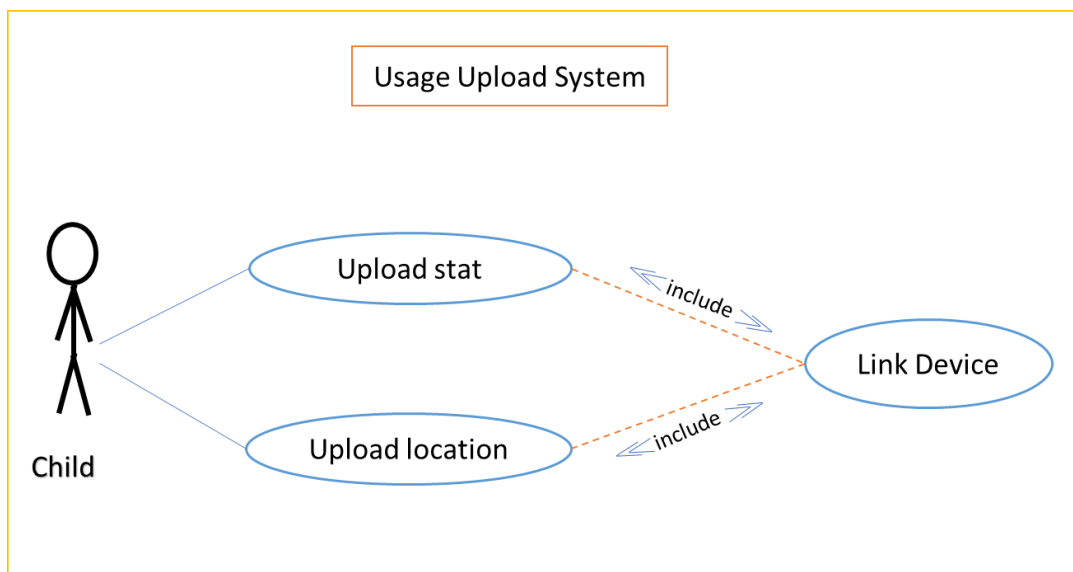 Usage Upload System
Upload stat
<<include>>
Link Device
Upload location
<<include>>
Child